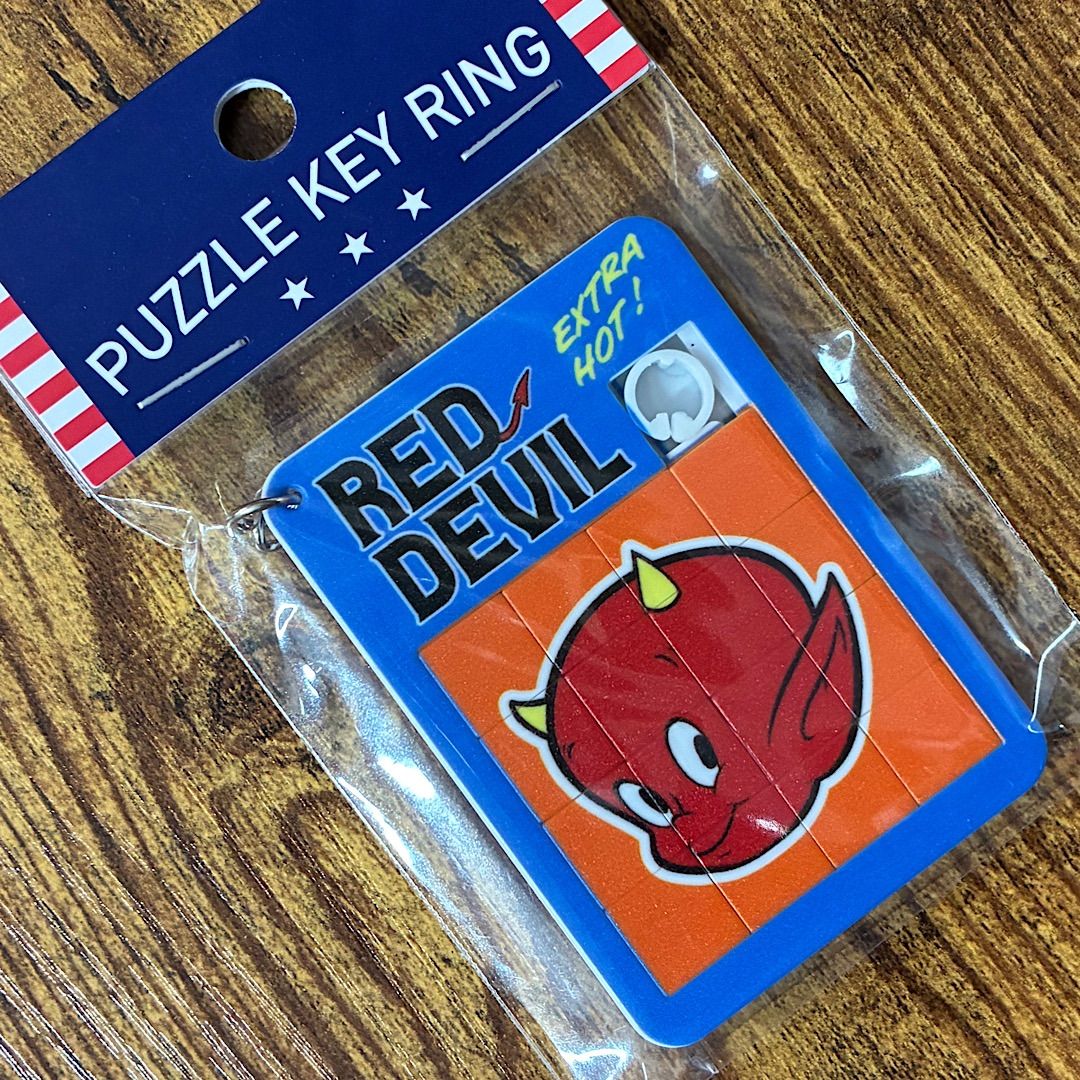 PUZZLE KEY RING
EXTRA
HOT!
RED
DEVIL